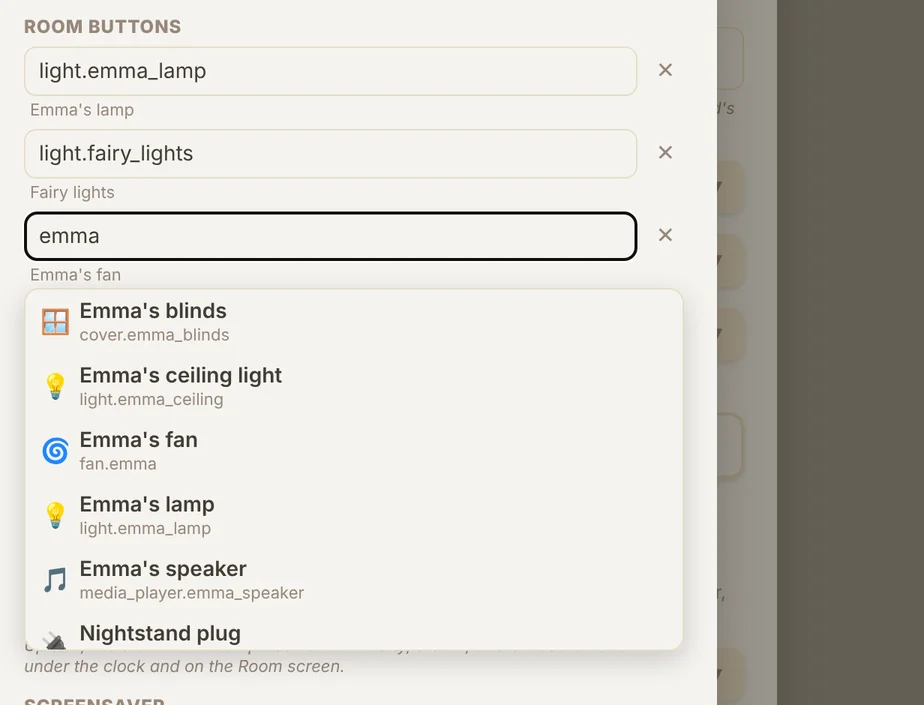 ROOM BUTTONS
light.emma_lamp
Emma's lamp
light.fairy_lights
Fairy lights
emma
Emma's fan
Emma's blinds
cover.emma_blinds
Emma's ceiling light
light.emma_ceiling
Emma's fan
fan.emma
Emma's lamp
light.emma_lamp
Emma's speaker
media_player.emma_speaker
Nightstand plug
under the clock and on the Room screen.
SCREENSAVER